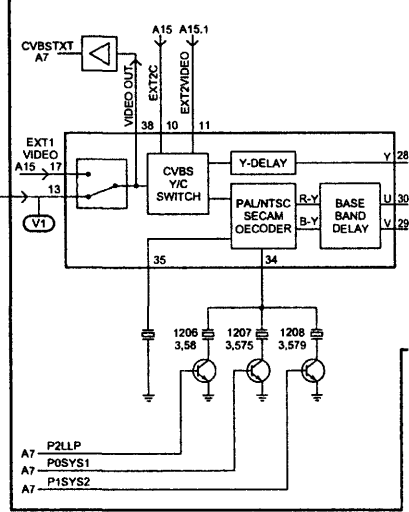 A15 A15.1
CVBSTXT
A7
VIDEO OUT
EXT2C
EXT2VIDEO
38 10 11
EXT1
VIDEO
A15 17
13
V1
CVBS
Y/C
SWITCH
Y-DELAY
Y 28
PAL/NTSC
SECAM
OECODER
R-Y
B-Y
BASE
BAND
DELAY
U 30
V 29
35 34
1206 1207 1208
3,58 3,575 3,579
A7 P2LLP
A7 P0SYS1
A7 P1SYS2